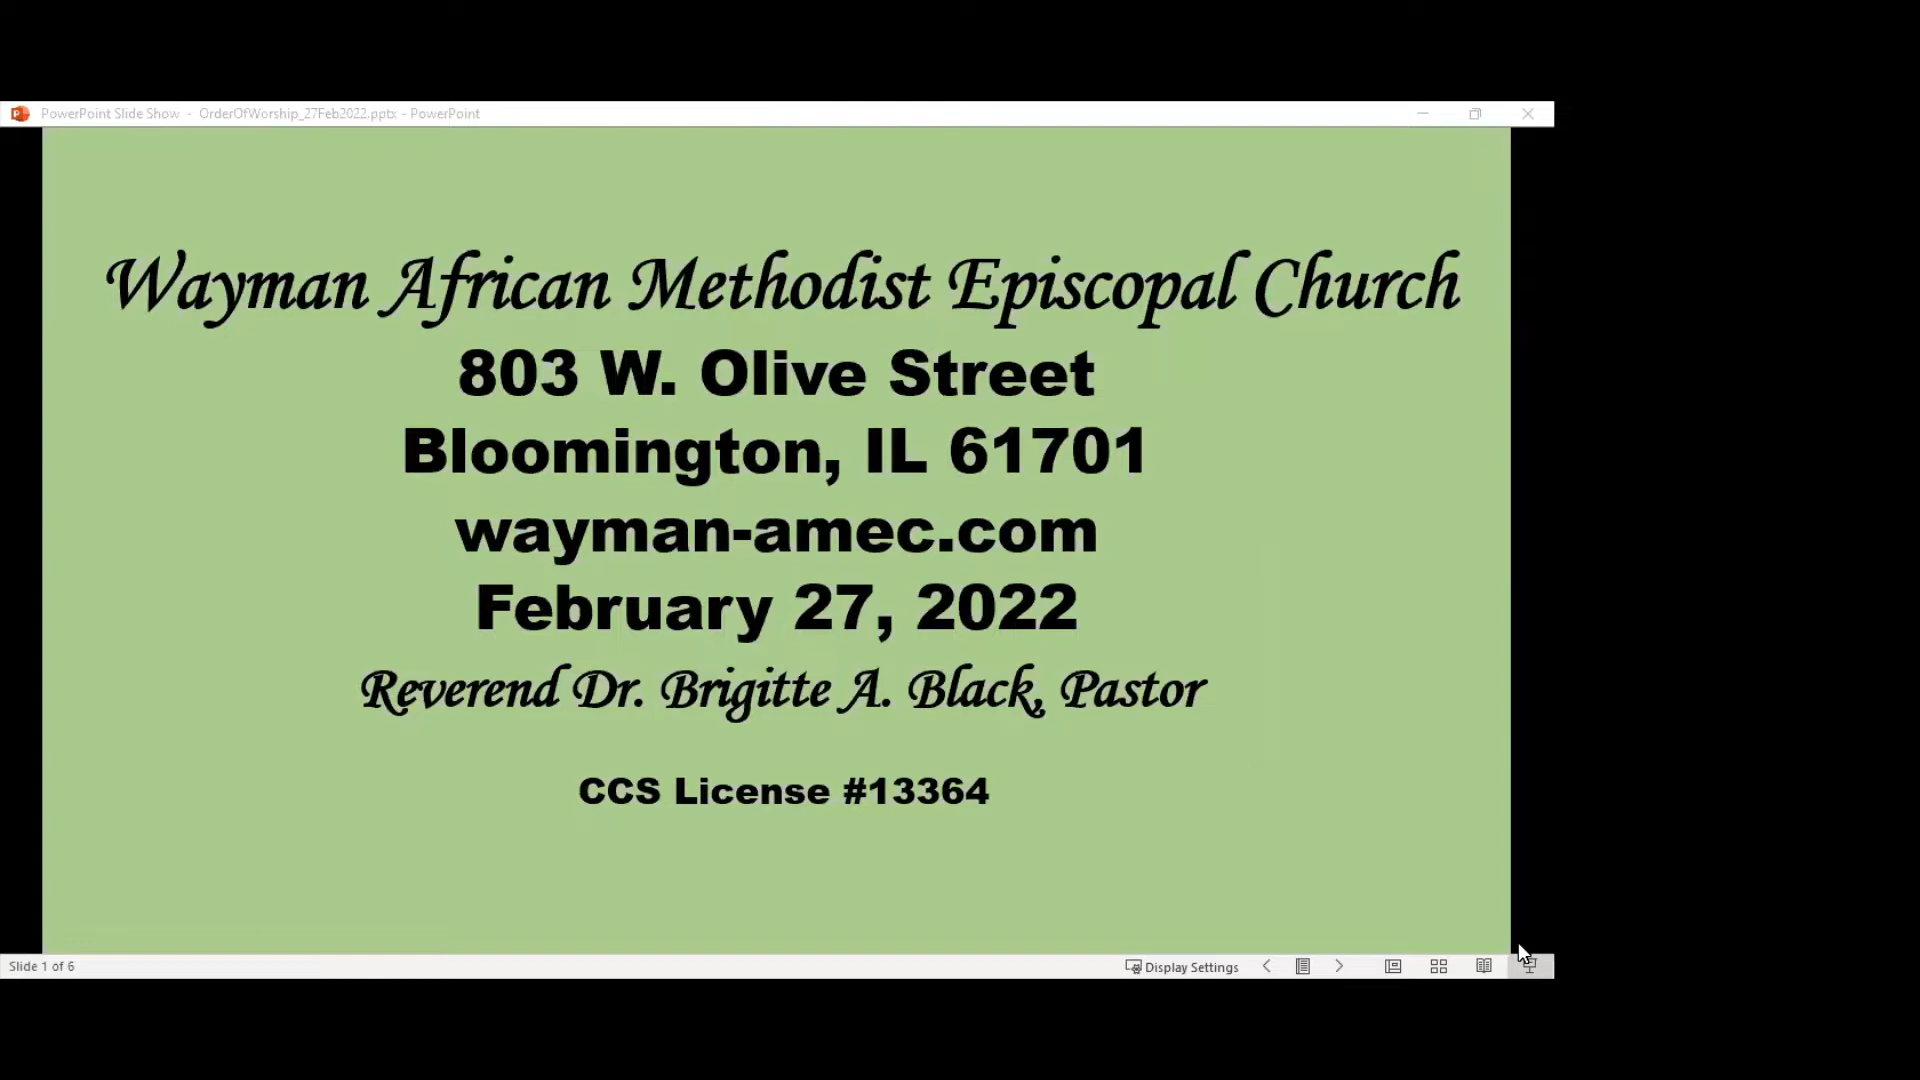 PowerPoint Slide Show - OrderOfWorship_27Feb2022.pptx - PowerPoint
Wayman African Methodist Episcopal Church
803 W. Olive Street
Bloomington, IL 61701
wayman-amec.com
February 27, 2022
Reverend Dr. Brigitte A. Black, Pastor
CCS License #13364
Slide 1 of 6
Display Settings